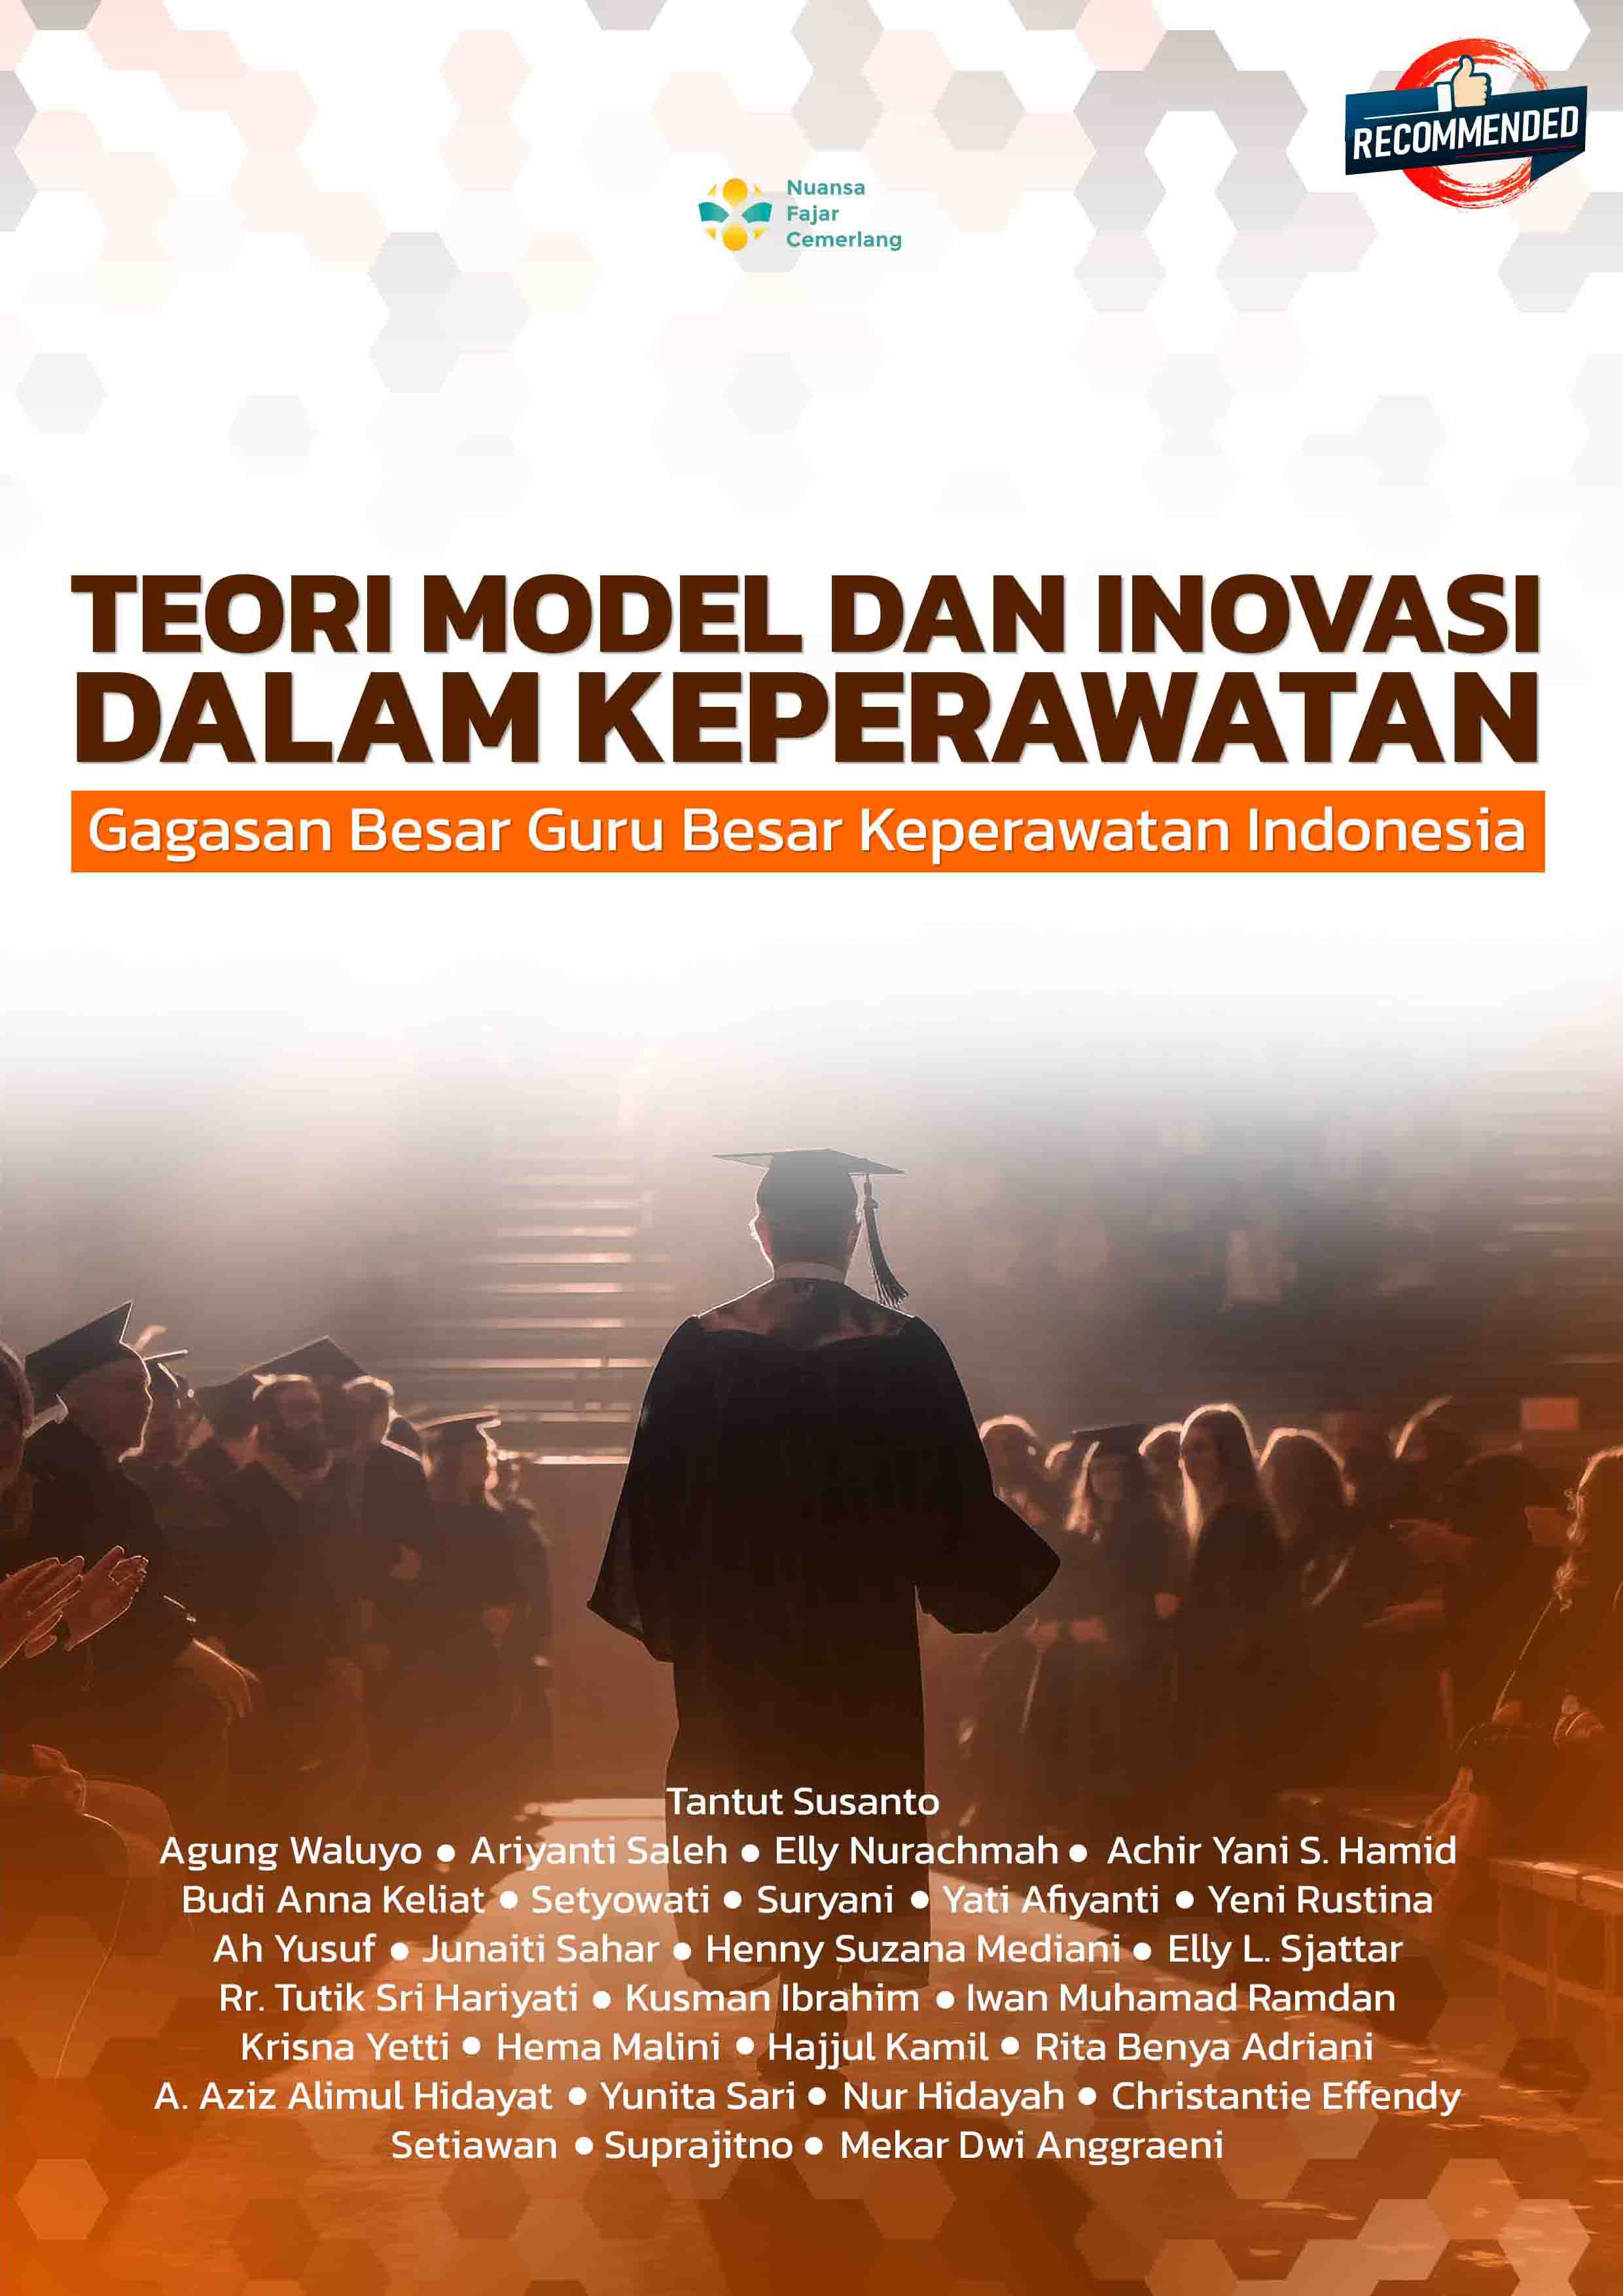 RECOMMENDED
Nuansa
Fajar
Cemerlang
TEORI MODEL DAN INOVASI
DALAM KEPERAWATAN
Gagasan Besar Guru Besar Keperawatan Indonesia
Tantut Susanto
Agung Waluyo ● Ariyanti Saleh ● Elly Nurachmah ● Achir Yani S. Hamid
Budi Anna Keliat ● Setyowati ● Suryani ● Yati Afiyanti ● Yeni Rustina
Ah Yusuf ● Junaiti Sahar ● Henny Suzana Mediani ● Elly L. Sjattar
Rr. Tutik Sri Hariyati ● Kusman Ibrahim ● Iwan Muhamad Ramdan
Krisna Yetti ● Hema Malini ● Hajjul Kamil ● Rita Benya Adriani
A. Aziz Alimul Hidayat ● Yunita Sari ● Nur Hidayah ● Christantie Effendy
Setiawan ● Suprajitno ● Mekar Dwi Anggraeni